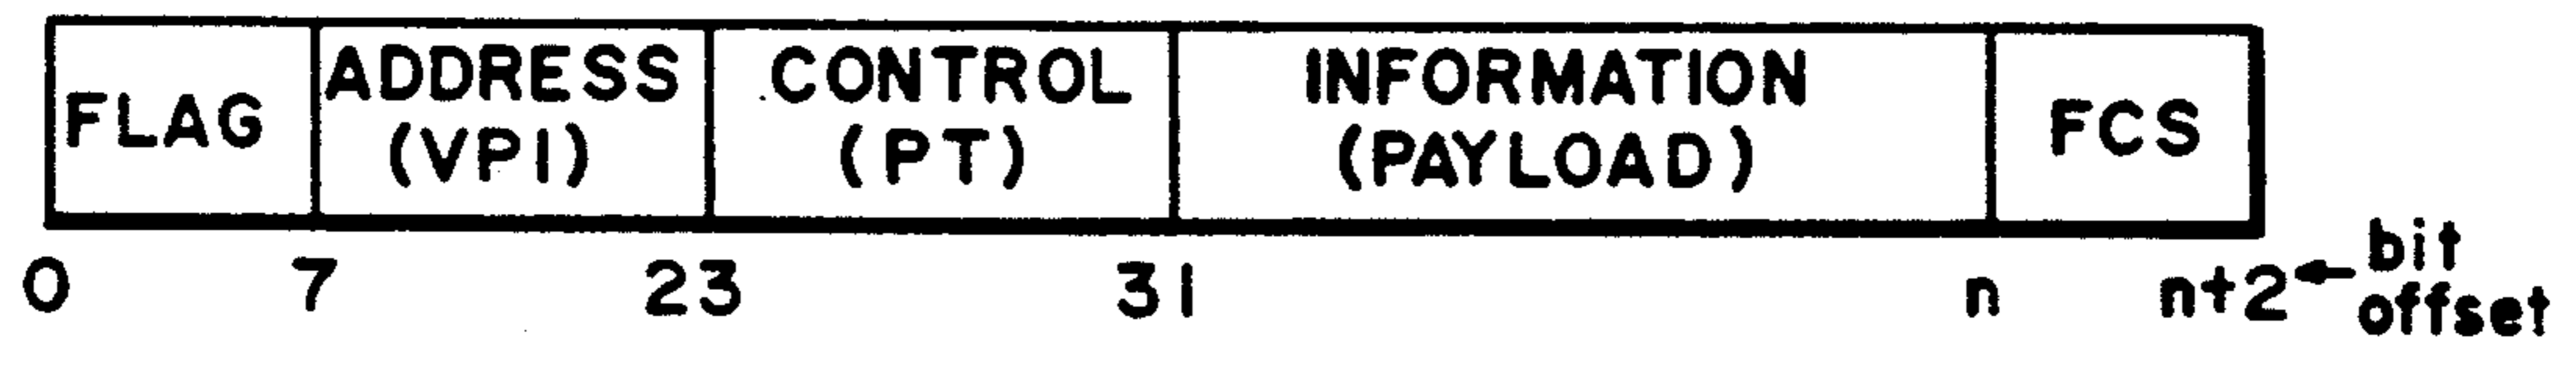 FLAG
ADDRESS
(VPI)
CONTROL
(PT)
INFORMATION
(PAYLOAD)
FCS
0 7 23 31 n n+2
bit
offset